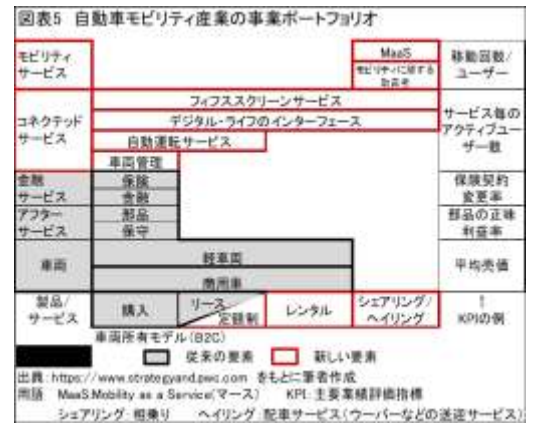 図表5 自動車モビリティ産業の事業ポートフォリオ
モビリティ
サービス
MaaS
モビリティに関する
助言者
移動回数/
ユーザー
コネクテッド
サービス
フィフススクリーンサービス
デジタル・ライフのインターフェース
自動運転サービス
車両管理
サービス毎の
アクティブユー
ザー数
金融
サービス
保険
金融
保険契約
変更率
アフター
サービス
部品
保守
部品の正味
利益率
車両
軽車両
商用車
平均売価
製品/
サービス
購入
リース
定額制
レンタル
シェアリング/
ヘイリング
↑
KPIの例
車両所有モデル(B2C)
従来の要素
新しい要素
出典:https://www.strategyand.pwc.com をもとに筆者作成
用語 MaaS:Mobility as a Service(マース) KPI:主要業績評価指標
シェアリング:相乗り ヘイリング:配車サービス(ウーバーなどの送迎サービス)